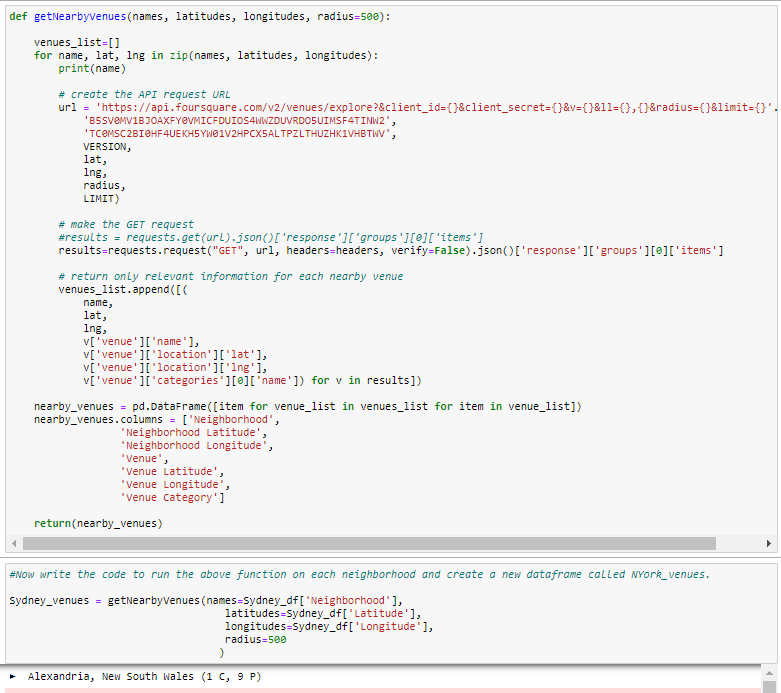 def getNearbyVenues(names, latitudes, longitudes, radius=500):
venues_list=[]
for name, lat, lng in zip(names, latitudes, longitudes):
print(name)
# create the API request URL
url = 'https://api.foursquare.com/v2/venues/explore?&client_id={}&client_secret={}&v={}&ll={},{}&radius={}&limit={}'.
'B5SV0MV1BJOAXFY0VMICFDUIOS4WWZDUVRDO5UIMSF4TINW2',
'TC0MSC2BI0HF4UEKH5YW01V2HPCX5ALTPZLTHUZHK1VHBTWV',
VERSION,
lat,
lng,
radius,
LIMIT)
# make the GET request
#results = requests.get(url).json()['response']['groups'][0]['items']
results=requests.request("GET", url, headers=headers, verify=False).json()['response']['groups'][0]['items']
# return only relevant information for each nearby venue
venues_list.append([(
name,
lat,
lng,
v['venue']['name'],
v['venue']['location']['lat'],
v['venue']['location']['lng'],
v['venue']['categories'][0]['name']) for v in results])
nearby_venues = pd.DataFrame([item for venue_list in venues_list for item in venue_list])
nearby_venues.columns = ['Neighborhood',
'Neighborhood Latitude',
'Neighborhood Longitude',
'Venue',
'Venue Latitude',
'Venue Longitude',
'Venue Category']
return(nearby_venues)
#Now write the code to run the above function on each neighborhood and create a new dataframe called NYork_venues.
Sydney_venues = getNearbyVenues(names=Sydney_df['Neighborhood'],
latitudes=Sydney_df['Latitude'],
longitudes=Sydney_df['Longitude'],
radius=500
)
► Alexandria, New South Wales (1 C, 9 P)